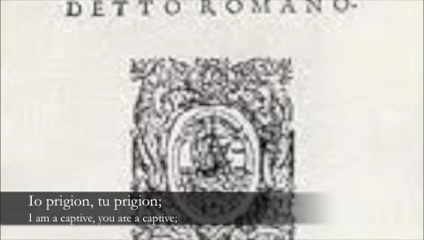 DETTO ROMANO.
Io prigion, tu prigion;
I am a captive, you are a captive;